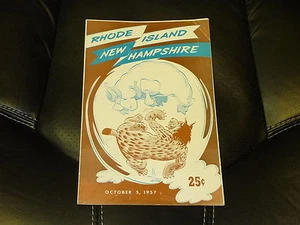 RHODE ISLAND
NEW HAMPSHIRE
OCTOBER 5, 1957
25¢